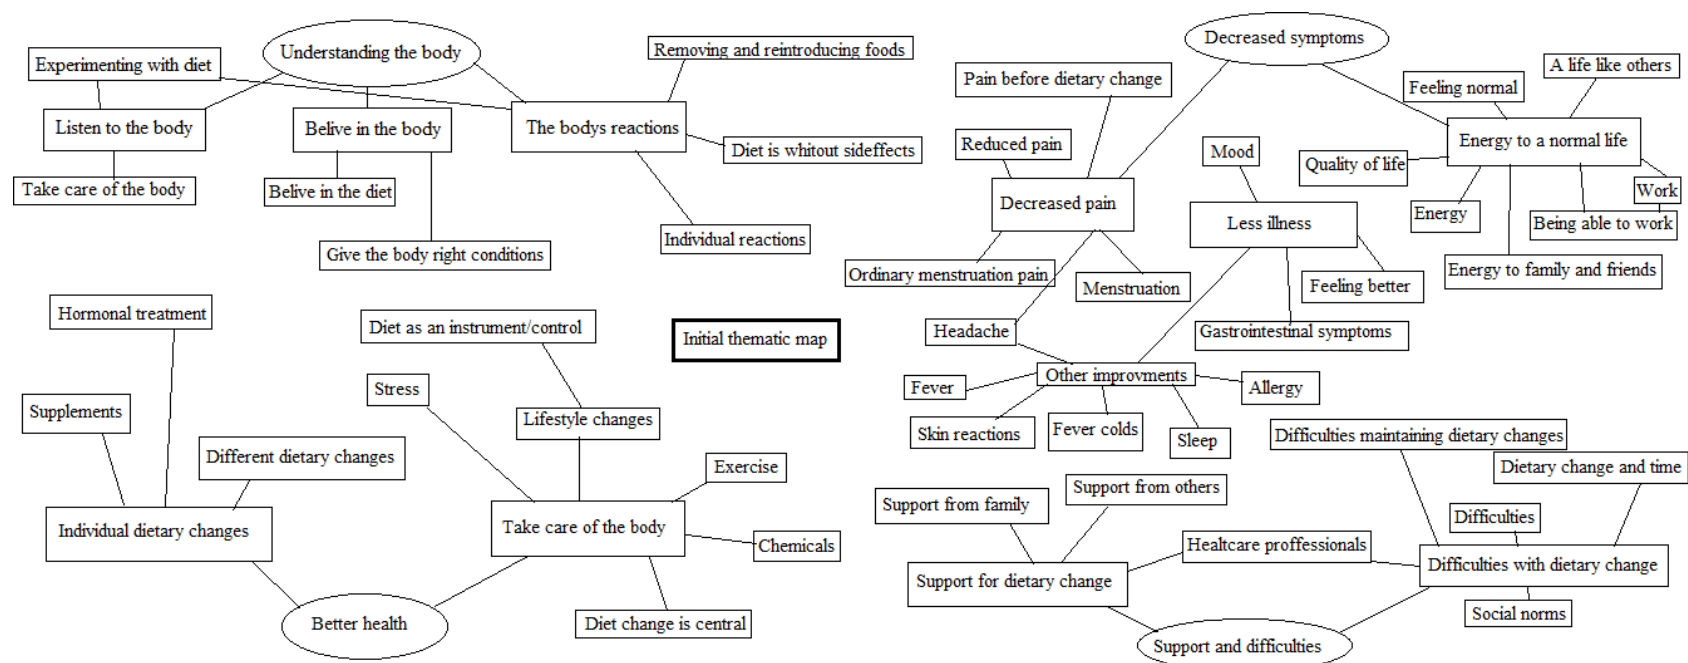 Understanding the body
Experimenting with diet
Removing and reintroducing foods
Listen to the body
Belive in the body
The bodys reactions
Diet is whitout sideffects
Take care of the body
Belive in the diet
Individual reactions
Give the body right conditions
Decreased symptoms
Pain before dietary change
A life like others
Feeling normal
Energy to a normal life
Reduced pain
Mood
Quality of life
Work
Decreased pain
Less illness
Energy
Being able to work
Ordinary menstruation pain
Menstruation
Feeling better
Energy to family and friends
Headache
Gastrointestinal symptoms
Other improvments
Fever
Allergy
Skin reactions
Fever colds
Sleep
Initial thematic map
Hormonal treatment
Diet as an instrument/control
Stress
Supplements
Lifestyle changes
Different dietary changes
Exercise
Individual dietary changes
Take care of the body
Chemicals
Better health
Diet change is central
Difficulties maintaining dietary changes
Dietary change and time
Support from others
Support from family
Difficulties
Healtcare proffessionals
Support for dietary change
Difficulties with dietary change
Social norms
Support and difficulties